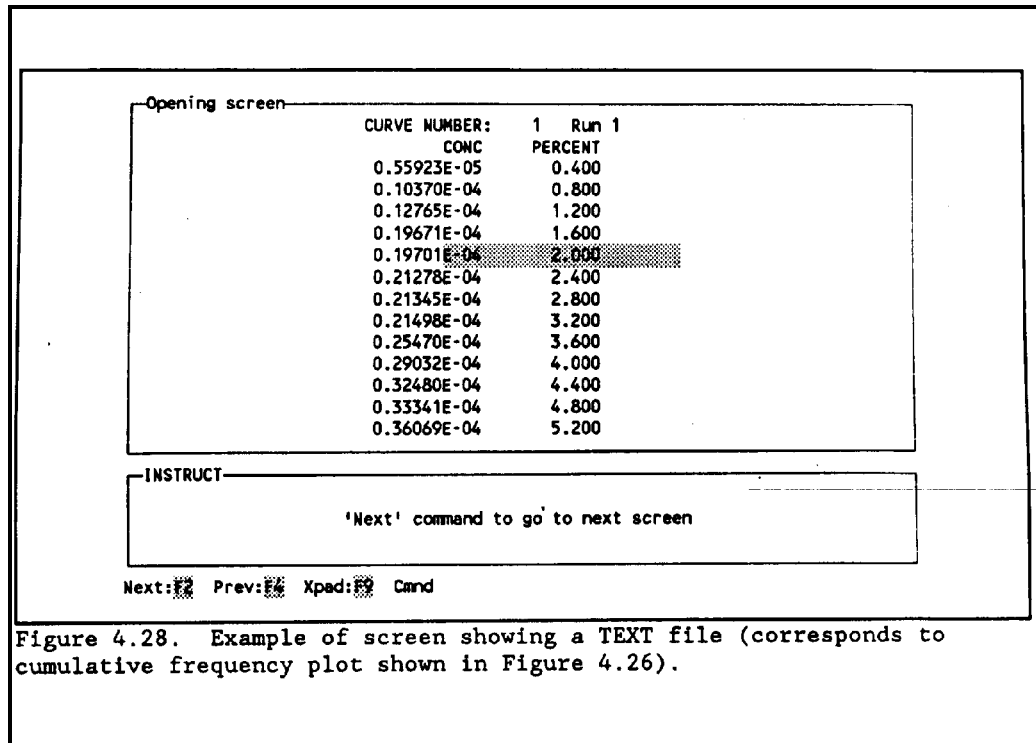 Opening screen
CURVE NUMBER: 1 Run 1
CONC PERCENT
0.55923E-05 0.400
0.10370E-04 0.800
0.12765E-04 1.200
0.19671E-04 1.600
0.19701E-04 2.000
0.21278E-04 2.400
0.21345E-04 2.800
0.21498E-04 3.200
0.25470E-04 3.600
0.29032E-04 4.000
0.32480E-04 4.400
0.33341E-04 4.800
0.36069E-04 5.200
INSTRUCT
'Next' command to go to next screen
Next:F2 Prev:F4 Xpad:F9 Cmnd
Figure 4.28. Example of screen showing a TEXT file (corresponds to
cumulative frequency plot shown in Figure 4.26).